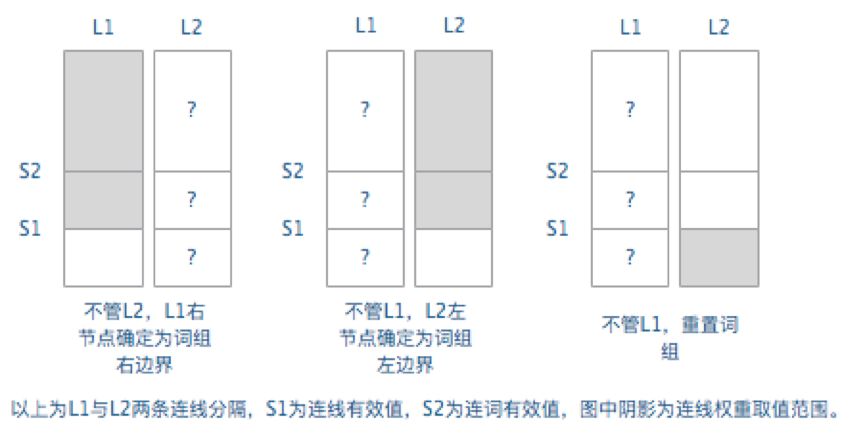 L1 L2
?
S2
?
S1
?
不管L2，L1右
节点确定为词组
右边界
L1 L2
?
S2
?
S1
?
不管L1，L2左
节点确定为词组
左边界
L1 L2
?
S2
?
S1
?
不管L1，重置词
组
以上为L1与L2两条连线分隔，S1为连线有效值，S2为连词有效值，图中阴影为连线权重取值范围。